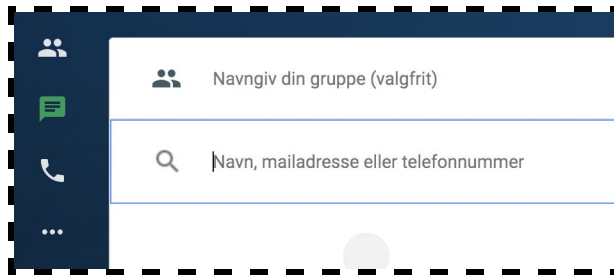 Navngiv din gruppe (valgfrit)
Navn, mailadresse eller telefonnummer